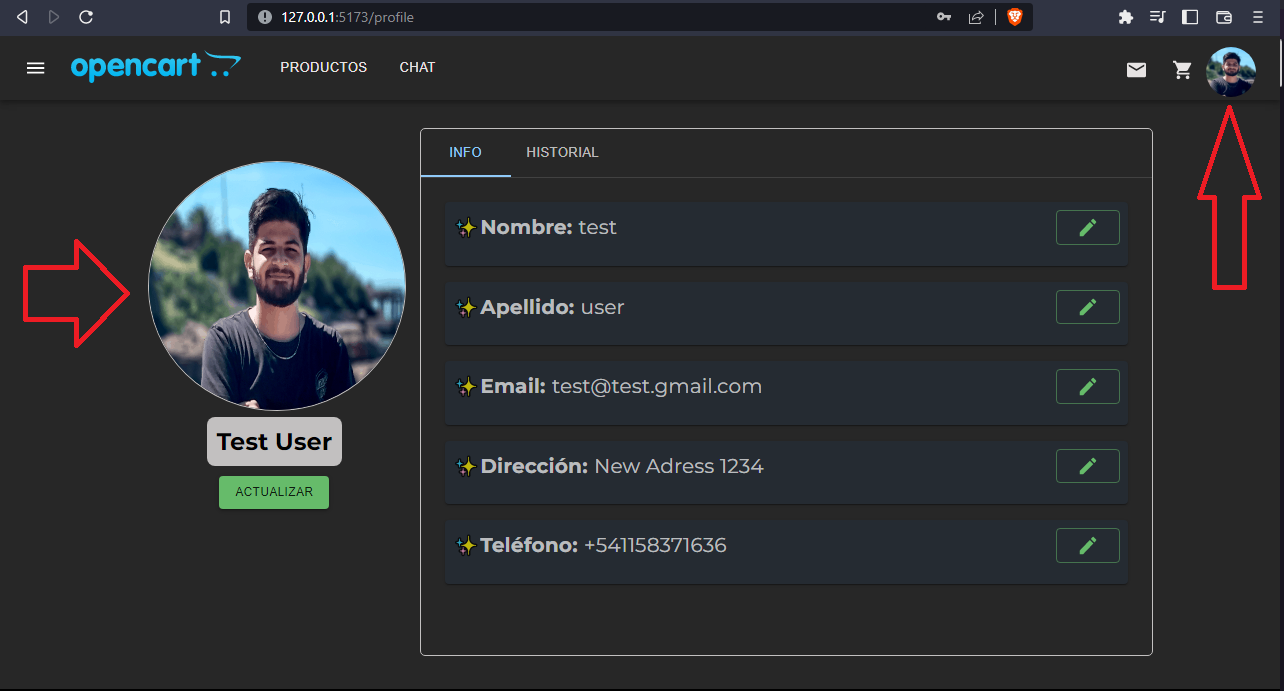 127.0.0.1:5173/profile
opencart
PRODUCTOS
CHAT
INFO
HISTORIAL
Nombre: test
Apellido: user
Email: test@test.gmail.com
Dirección: New Adress 1234
Teléfono: +541158371636
Test User
ACTUALIZAR